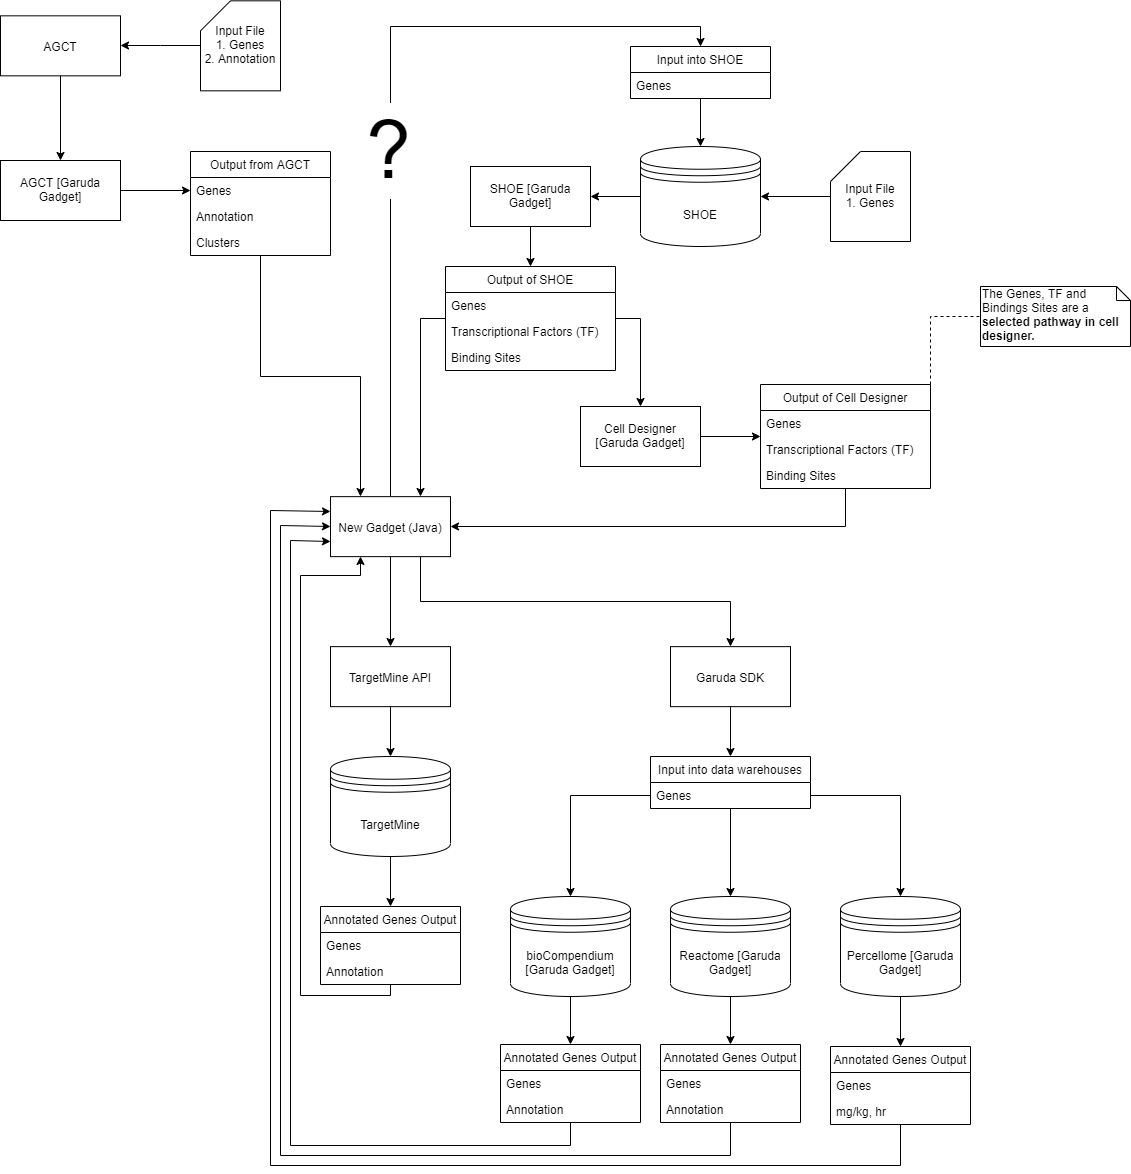 AGCT
Input File
1. Genes
2. Annotation
Input into SHOE
Genes
?
AGCT [Garuda
Gadget]
Output from AGCT
Genes
Annotation
Clusters
SHOE [Garuda
Gadget]
SHOE
Input File
1. Genes
Output of SHOE
Genes
Transcriptional Factors (TF)
Binding Sites
The Genes, TF and
Bindings Sites are a
selected pathway in cell
designer.
Cell Designer
[Garuda Gadget]
Output of Cell Designer
Genes
Transcriptional Factors (TF)
Binding Sites
New Gadget (Java)
TargetMine API
Garuda SDK
TargetMine
Input into data warehouses
Genes
Annotated Genes Output
Genes
Annotation
bioCompendium
[Garuda Gadget]
Reactome [Garuda
Gadget]
Percellome [Garuda
Gadget]
Annotated Genes Output
Genes
Annotation
Annotated Genes Output
Genes
Annotation
Annotated Genes Output
Genes
mg/kg, hr